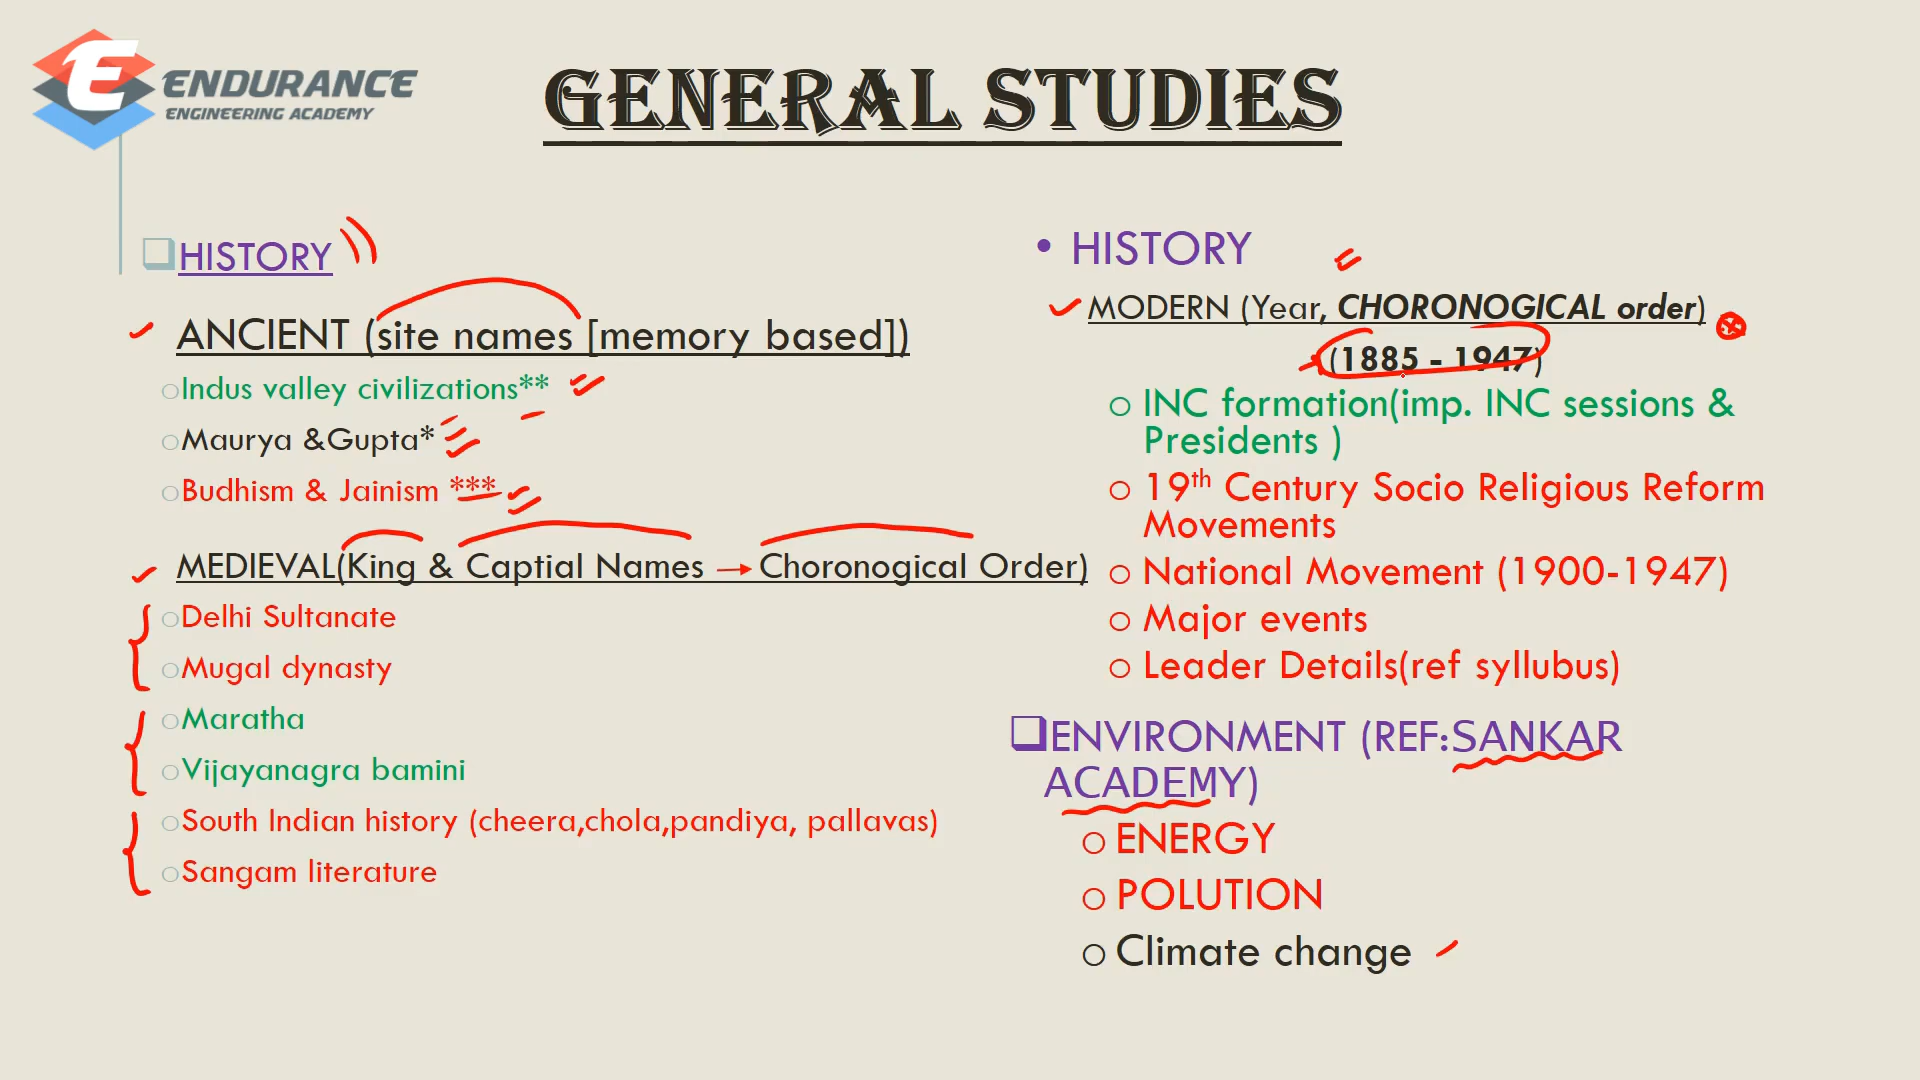 ENDURANCE
ENGINEERING ACADEMY
GENERAL STUDIES
HISTORY
ANCIENT (site names [memory based])
Indus valley civilizations**
Maurya &Gupta*
Budhism & Jainism ***
MEDIEVAL(King & Captial Names → Choronogical Order)
Delhi Sultanate
Mugal dynasty
Maratha
Vijayanagra bamini
South Indian history (cheera,chola,pandiya, pallavas)
Sangam literature
• HISTORY
MODERN (Year, CHORONOGICAL order)
(1885 - 1947)
INC formation(imp. INC sessions &
Presidents )
19th Century Socio Religious Reform
Movements
National Movement (1900-1947)
Major events
Leader Details(ref syllubus)
ENVIRONMENT (REF:SANKAR
ACADEMY)
ENERGY
POLUTION
Climate change